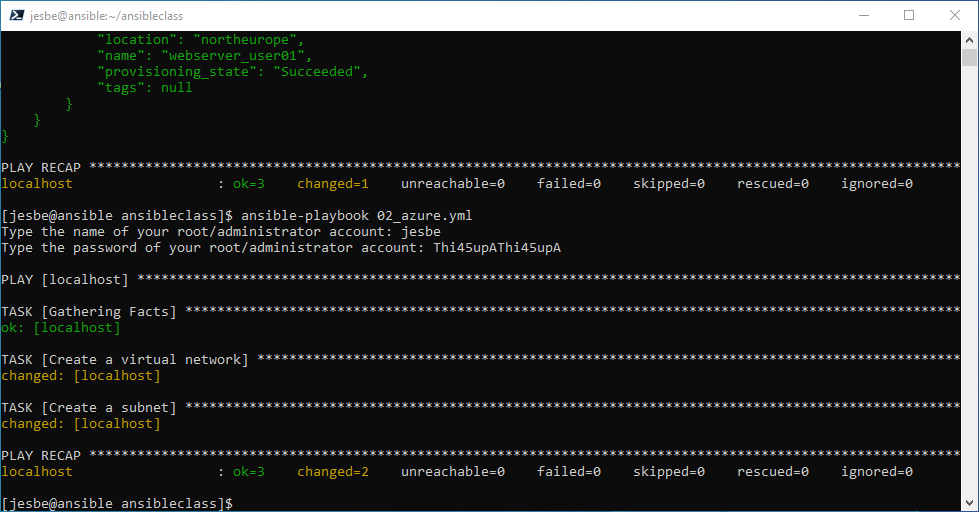 jesbe@ansible:~/ansibleclass
"location": "northeurope",
"name": "webserver_user01",
"provisioning_state": "Succeeded",
"tags": null
}
}
}
PLAY RECAP *************************************************************************************************************
localhost : ok=3 changed=1 unreachable=0 failed=0 skipped=0 rescued=0 ignored=0
[jesbe@ansible ansibleclass]$ ansible-playbook 02_azure.yml
Type the name of your root/administrator account: jesbe
Type the password of your root/administrator account: Thi45upAThi45upA
PLAY [localhost] *******************************************************************************************************
TASK [Gathering Facts] *************************************************************************************************
ok: [localhost]
TASK [Create a virtual network] ****************************************************************************************
changed: [localhost]
TASK [Create a subnet] *************************************************************************************************
changed: [localhost]
PLAY RECAP *************************************************************************************************************
localhost : ok=3 changed=2 unreachable=0 failed=0 skipped=0 rescued=0 ignored=0
[jesbe@ansible ansibleclass]$